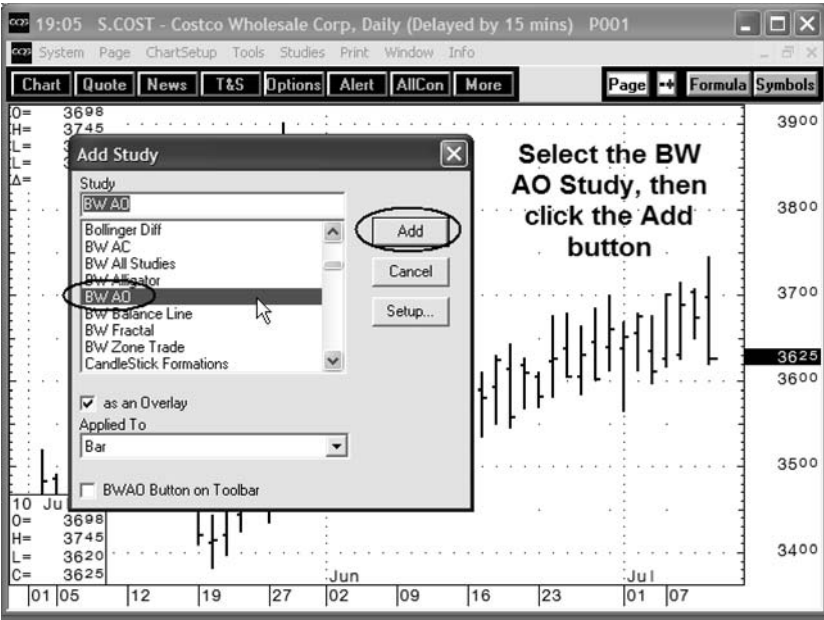 CQG 19:05 S.COST - Costco Wholesale Corp, Daily (Delayed by 15 mins) P001
CQG System Page ChartSetup Tools Studies Print Window Info
Chart Quote News T&S Options Alert AllCon More Page Formula Symbols
O= 3698
H= 3745
L=
L=
Δ=
Add Study
Study
BW AO
Bollinger Diff
BW AC
BW All Studies
BW Alligator
BW AO
BW Balance Line
BW Fractal
BW Zone Trade
CandleStick Formations
Add
Cancel
Setup...
as an Overlay
Applied To
Bar
BWAO Button on Toolbar
Select the BW
AO Study, then
click the Add
button
3900
3800
3700
3625
3600
3500
3400
10 Ju
O= 3698
H= 3745
L= 3620
C= 3625
Jun Jul
01 05 12 19 27 02 09 16 23 01 07